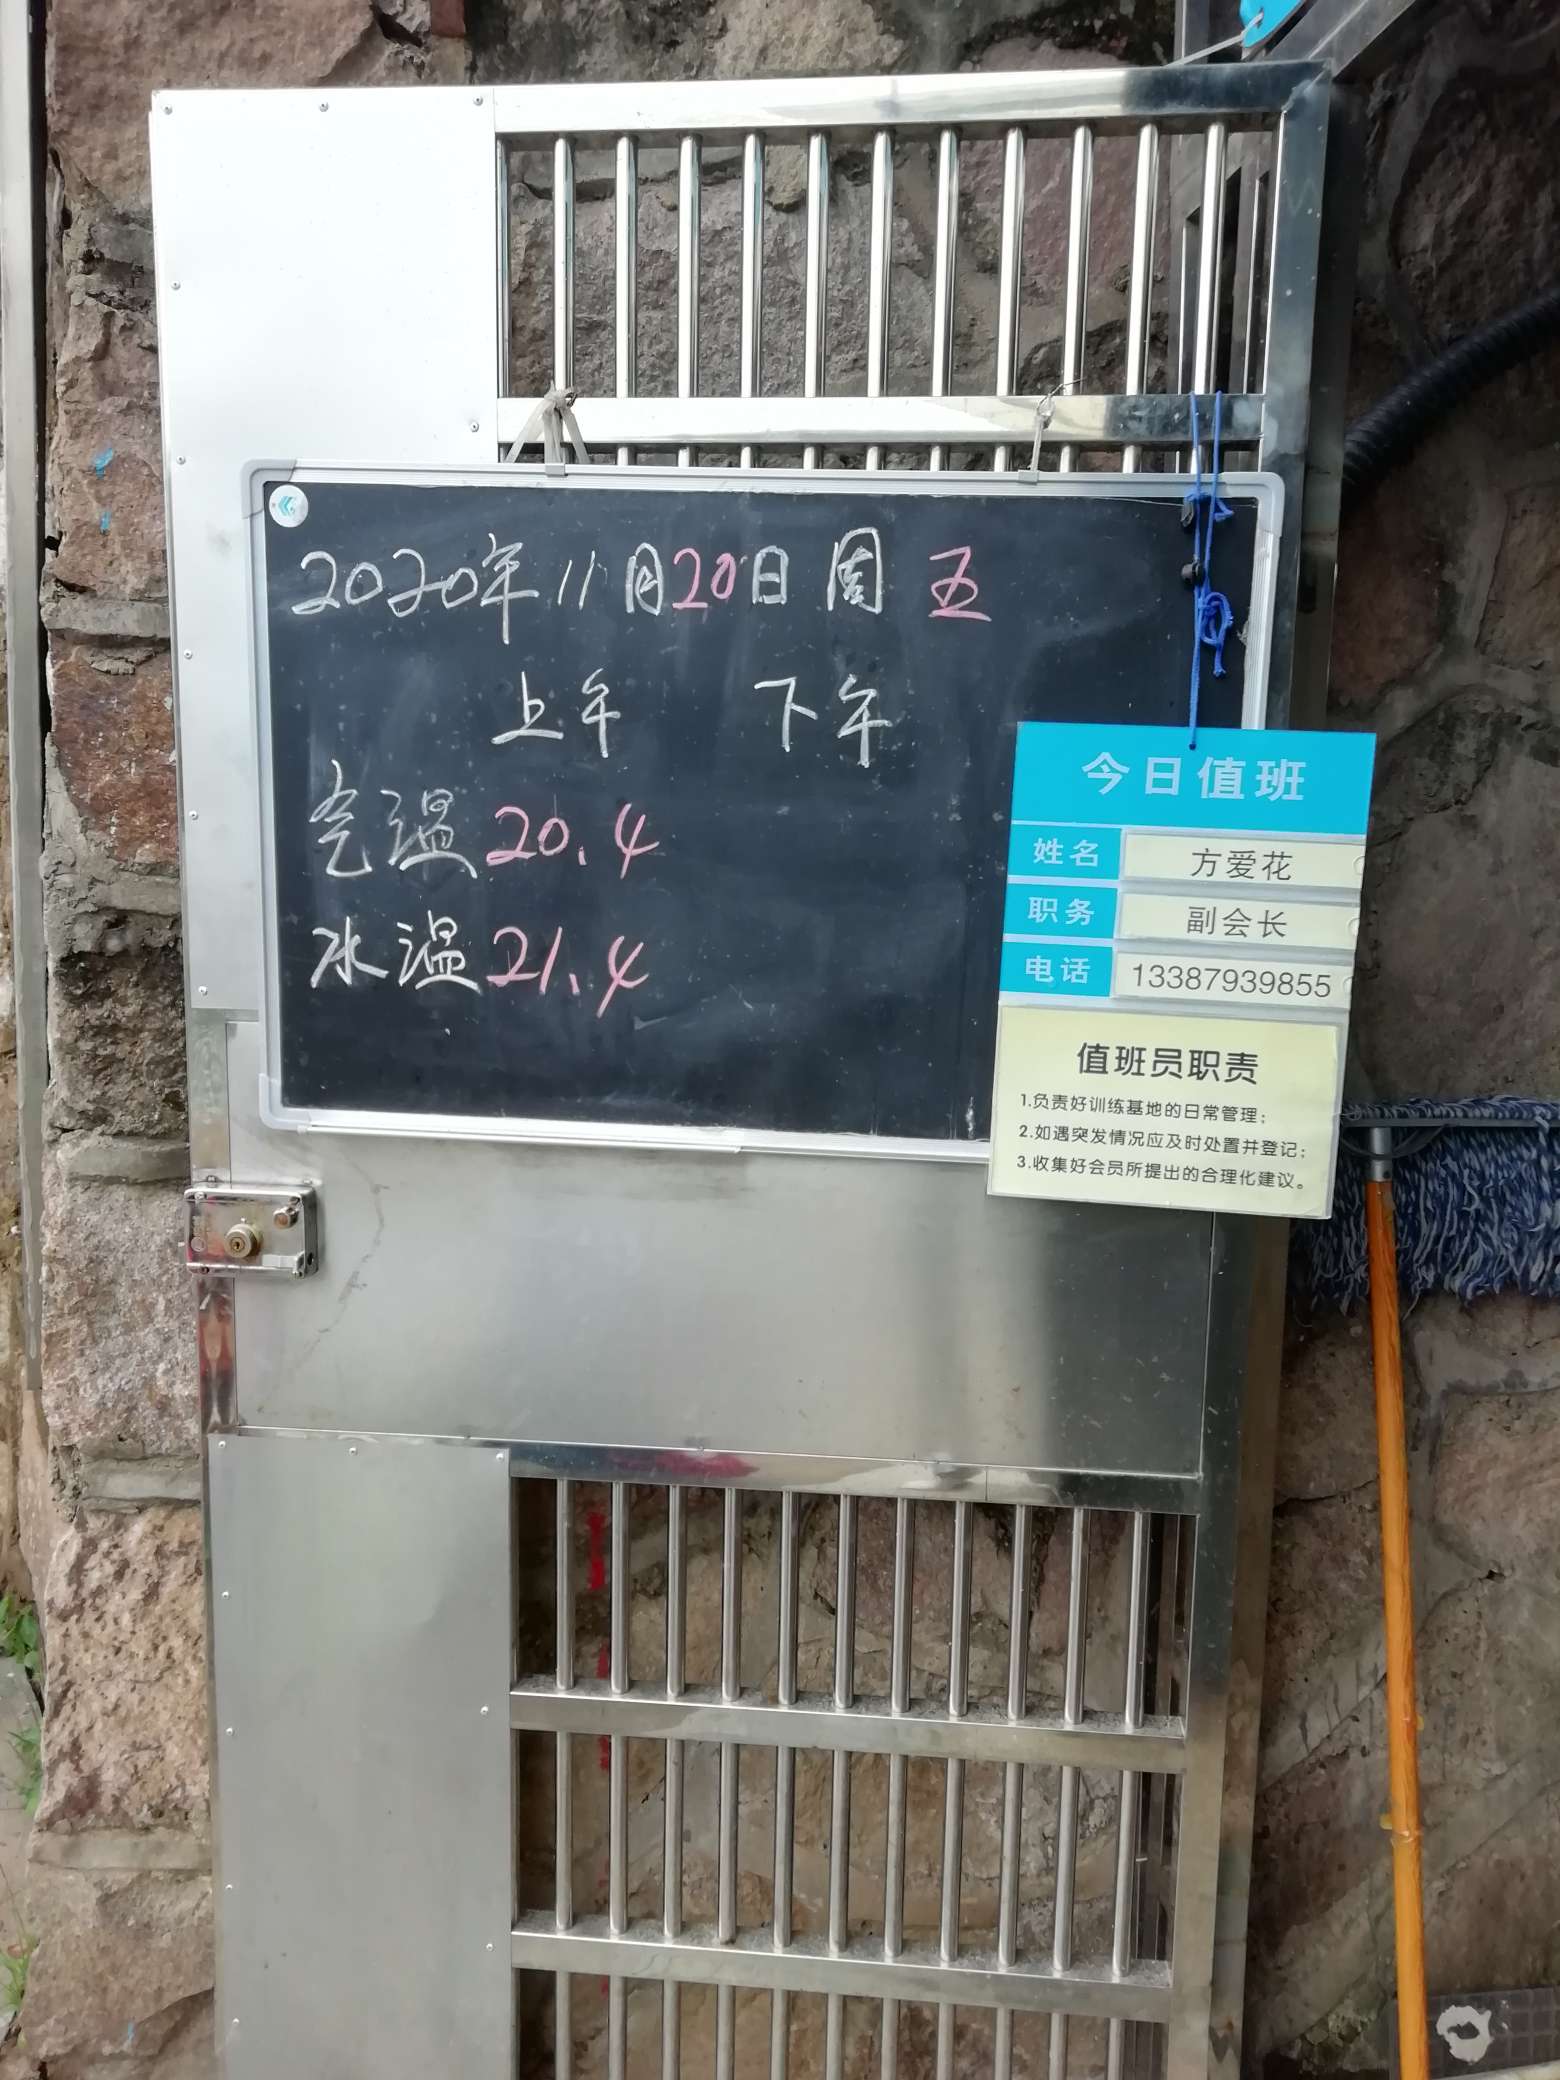 2020年11月20日 周 五
上午 下午
气温 20.4
水温 21.4
今日值班
姓名 方爱花
职务 副会长
电话 13387939855
值班员职责
1.负责好训练基地的日常管理;
2.如遇突发情况应及时处置并登记;
3.收集好会员所提出的合理化建议。